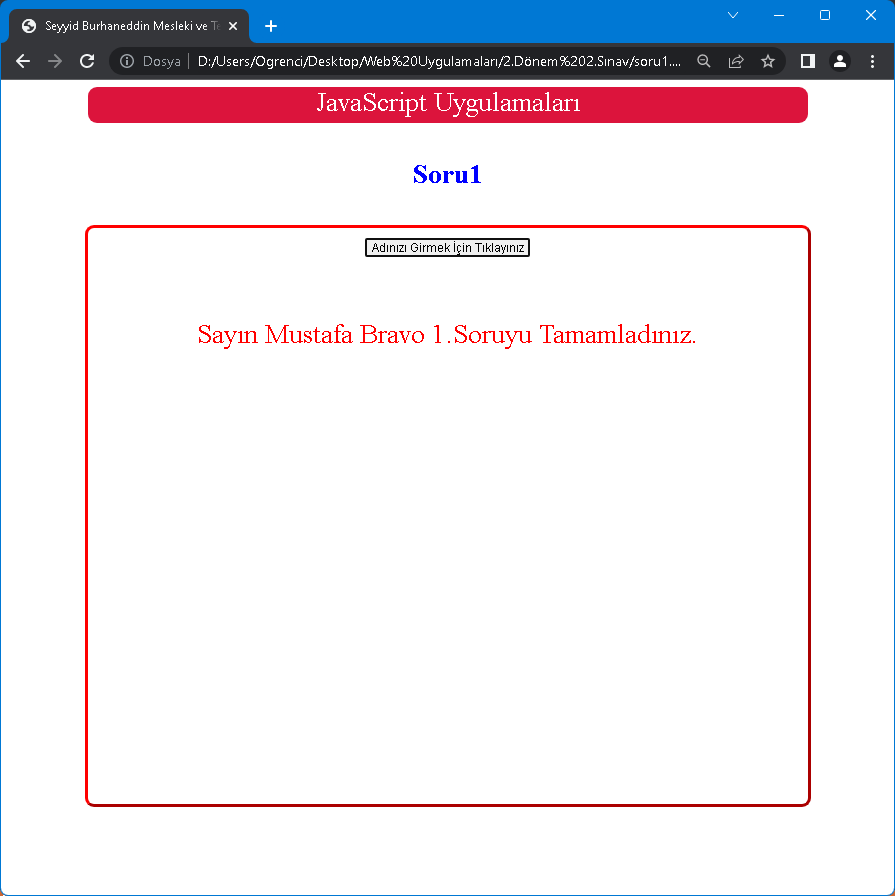 Seyyid Burhaneddin Mesleki ve Te
Dosya D:/Users/Ogrenci/Desktop/Web%20Uygulamaları/2.Dönem%202.Sınav/soru1....
JavaScript Uygulamaları
Soru1
Adınızı Girmek İçin Tıklayınız
Sayın Mustafa Bravo 1.Soruyu Tamamladınız.